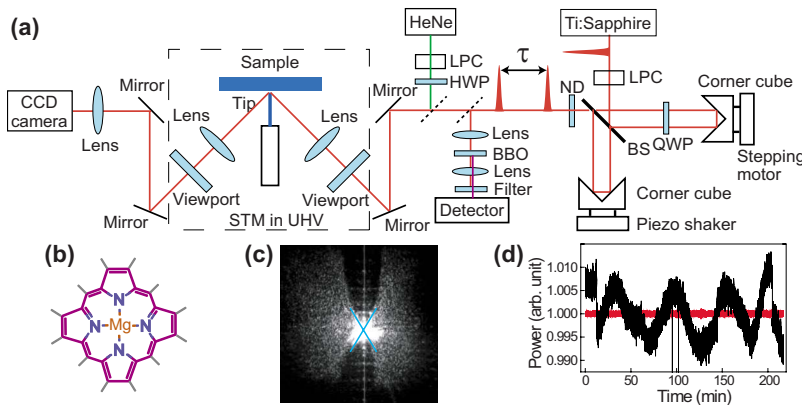 (a)
HeNe
Ti:Sapphire
LPC
HWP
LPC
τ
ND
Corner cube
Mirror
Sample
Mirror
CCD
camera
Lens
Tip
Lens
Lens
Lens
BBO
Lens
Filter
Detector
BS
QWP
Stepping
motor
Viewport
Viewport
Mirror
STM in UHV
Mirror
Corner cube
Piezo shaker
(b)
N
N
Mg
N
N
(c)
(d)
Power (arb. unit)
1.010
1.005
1.000
0.995
0.990
0
50
100
150
200
Time (min)